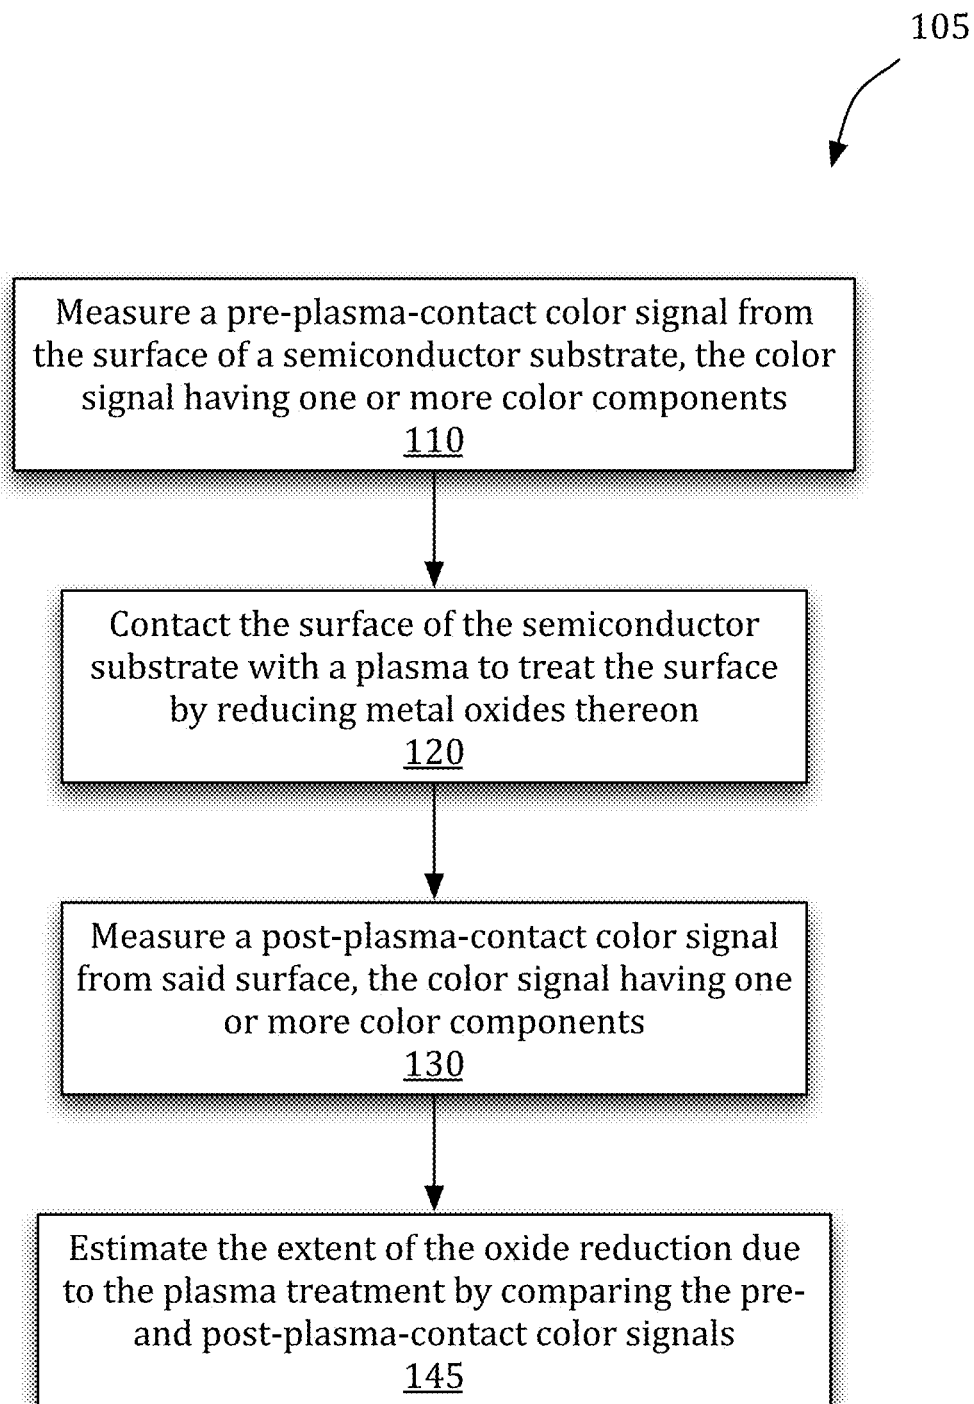 105
Measure a pre-plasma-contact color signal from
the surface of a semiconductor substrate, the color
signal having one or more color components
110
Contact the surface of the semiconductor
substrate with a plasma to treat the surface
by reducing metal oxides thereon
120
Measure a post-plasma-contact color signal
from said surface, the color signal having one
or more color components
130
Estimate the extent of the oxide reduction due
to the plasma treatment by comparing the pre-
and post-plasma-contact color signals
145